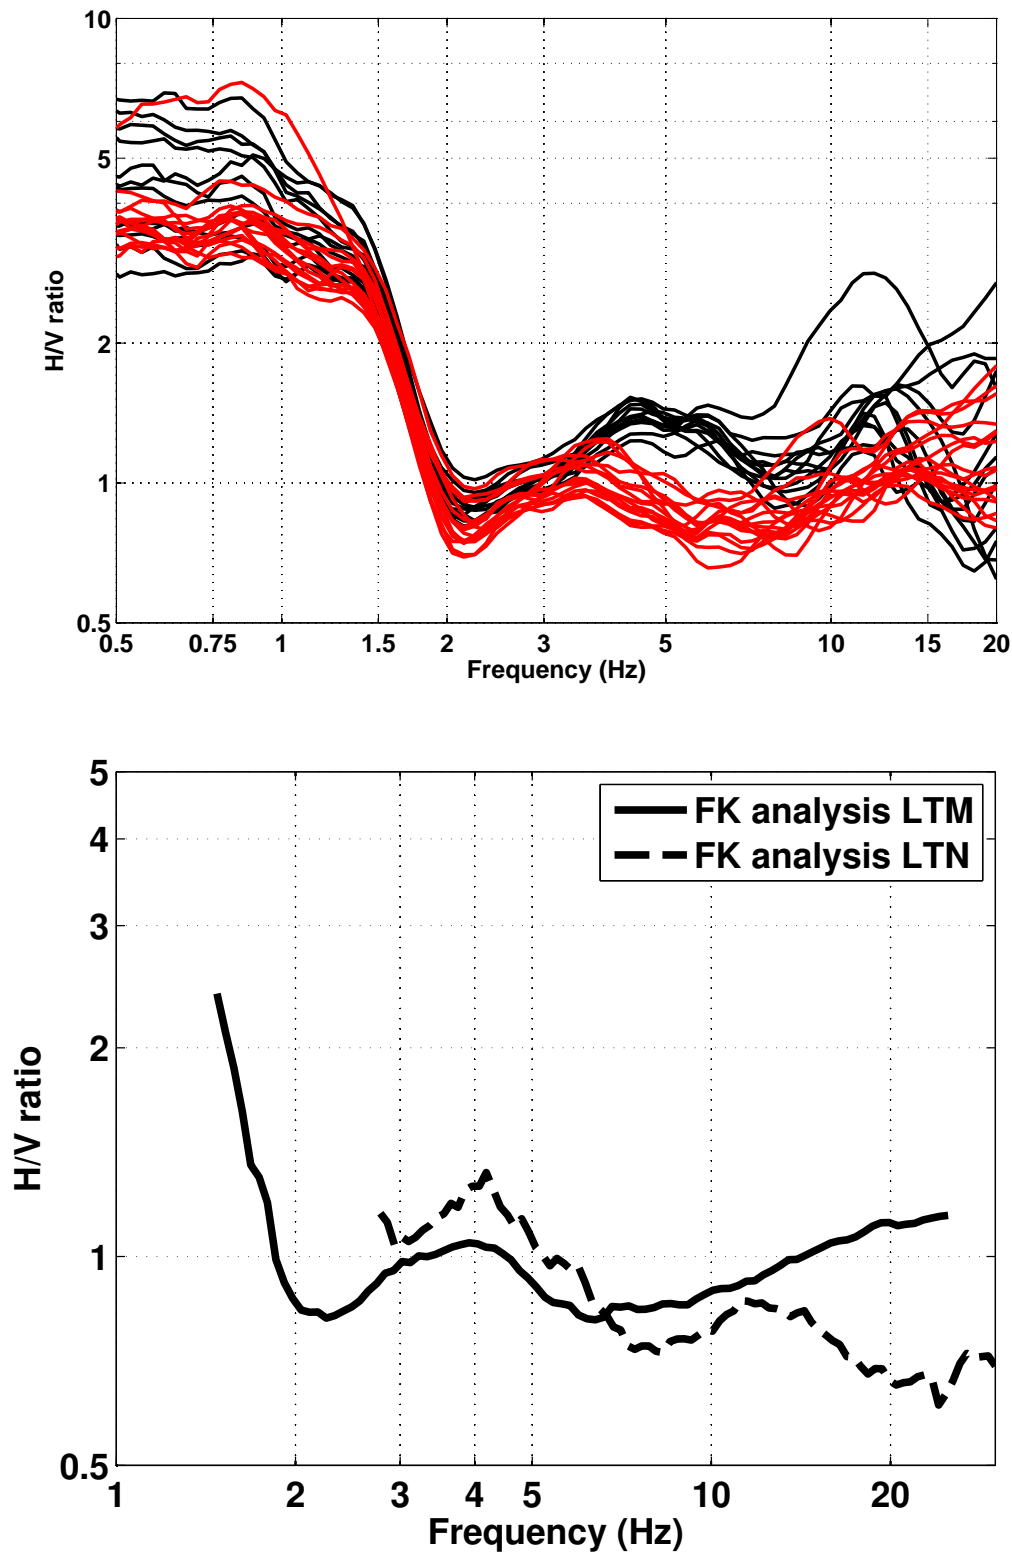 10
5
2
1
0.5
H/V ratio
0.5 0.75 1 1.5 2 3 5 10 15 20
Frequency (Hz)
5
4
3
2
1
0.5
H/V ratio
FK analysis LTM
FK analysis LTN
1 2 3 4 5 10 20
Frequency (Hz)